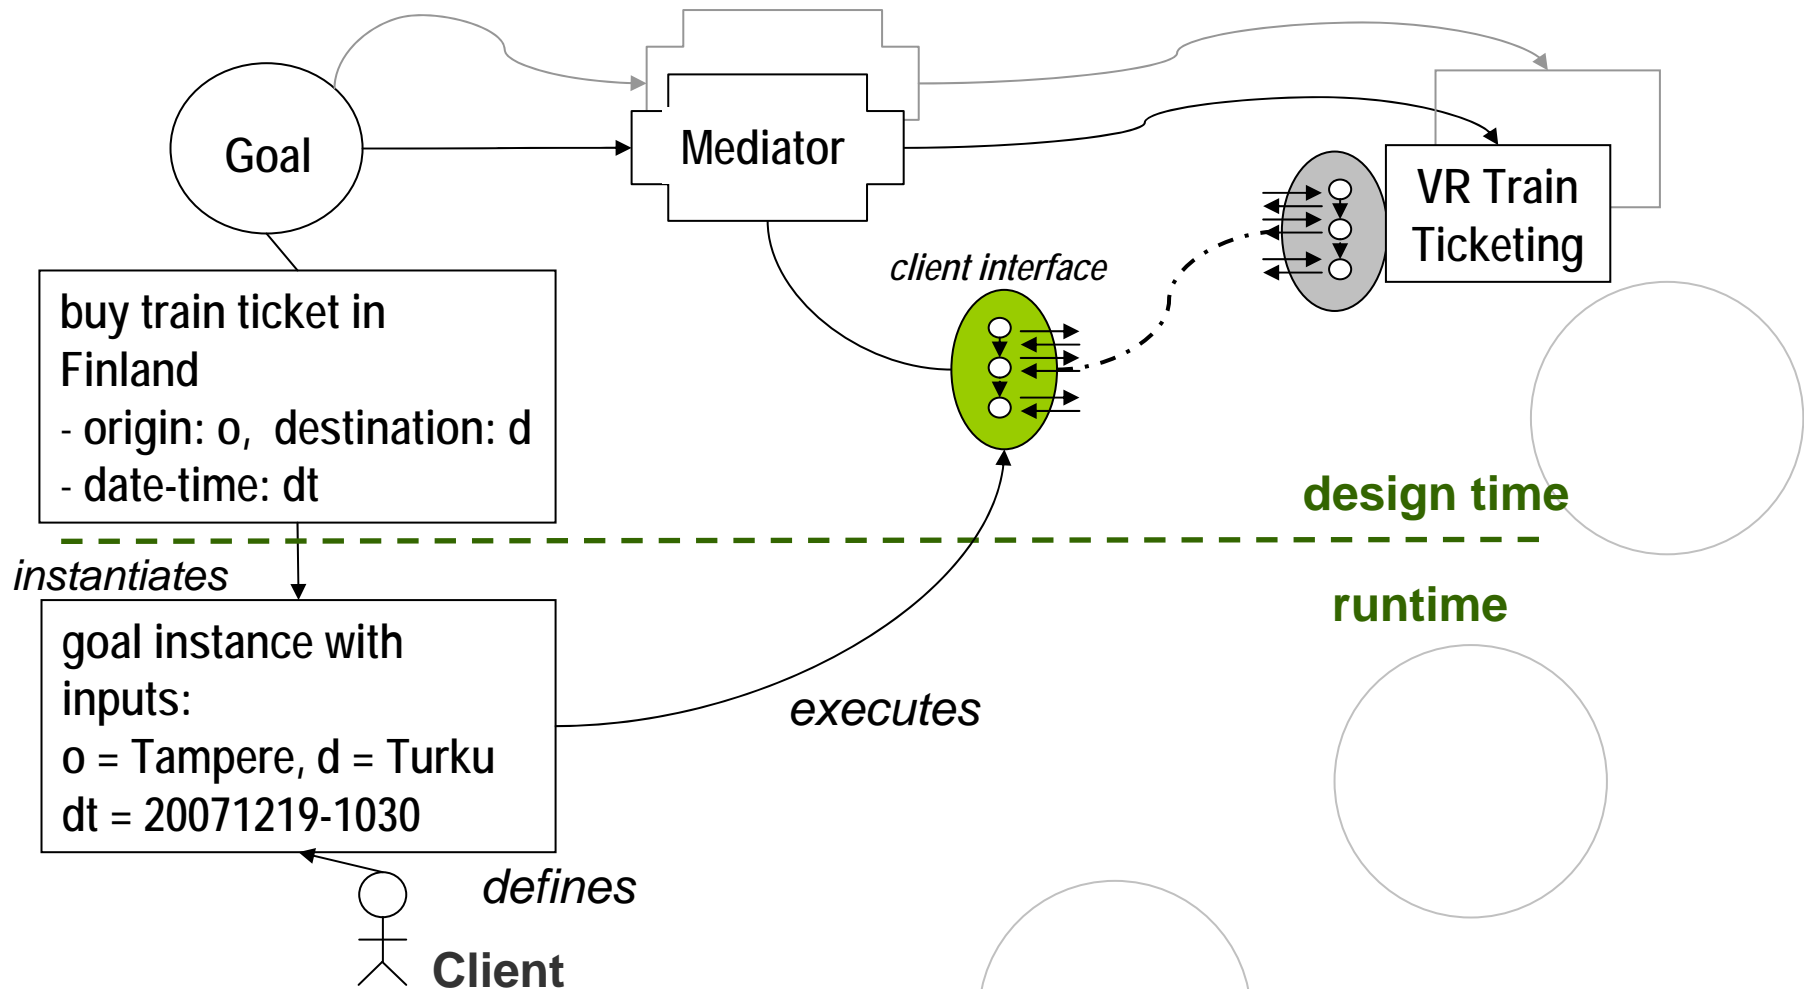 Goal
Mediator
VR Train
Ticketing
client interface
buy train ticket in
Finland
- origin: o, destination: d
- date-time: dt
design time
instantiates
runtime
goal instance with
inputs:
o = Tampere, d = Turku
dt = 20071219-1030
executes
defines
Client